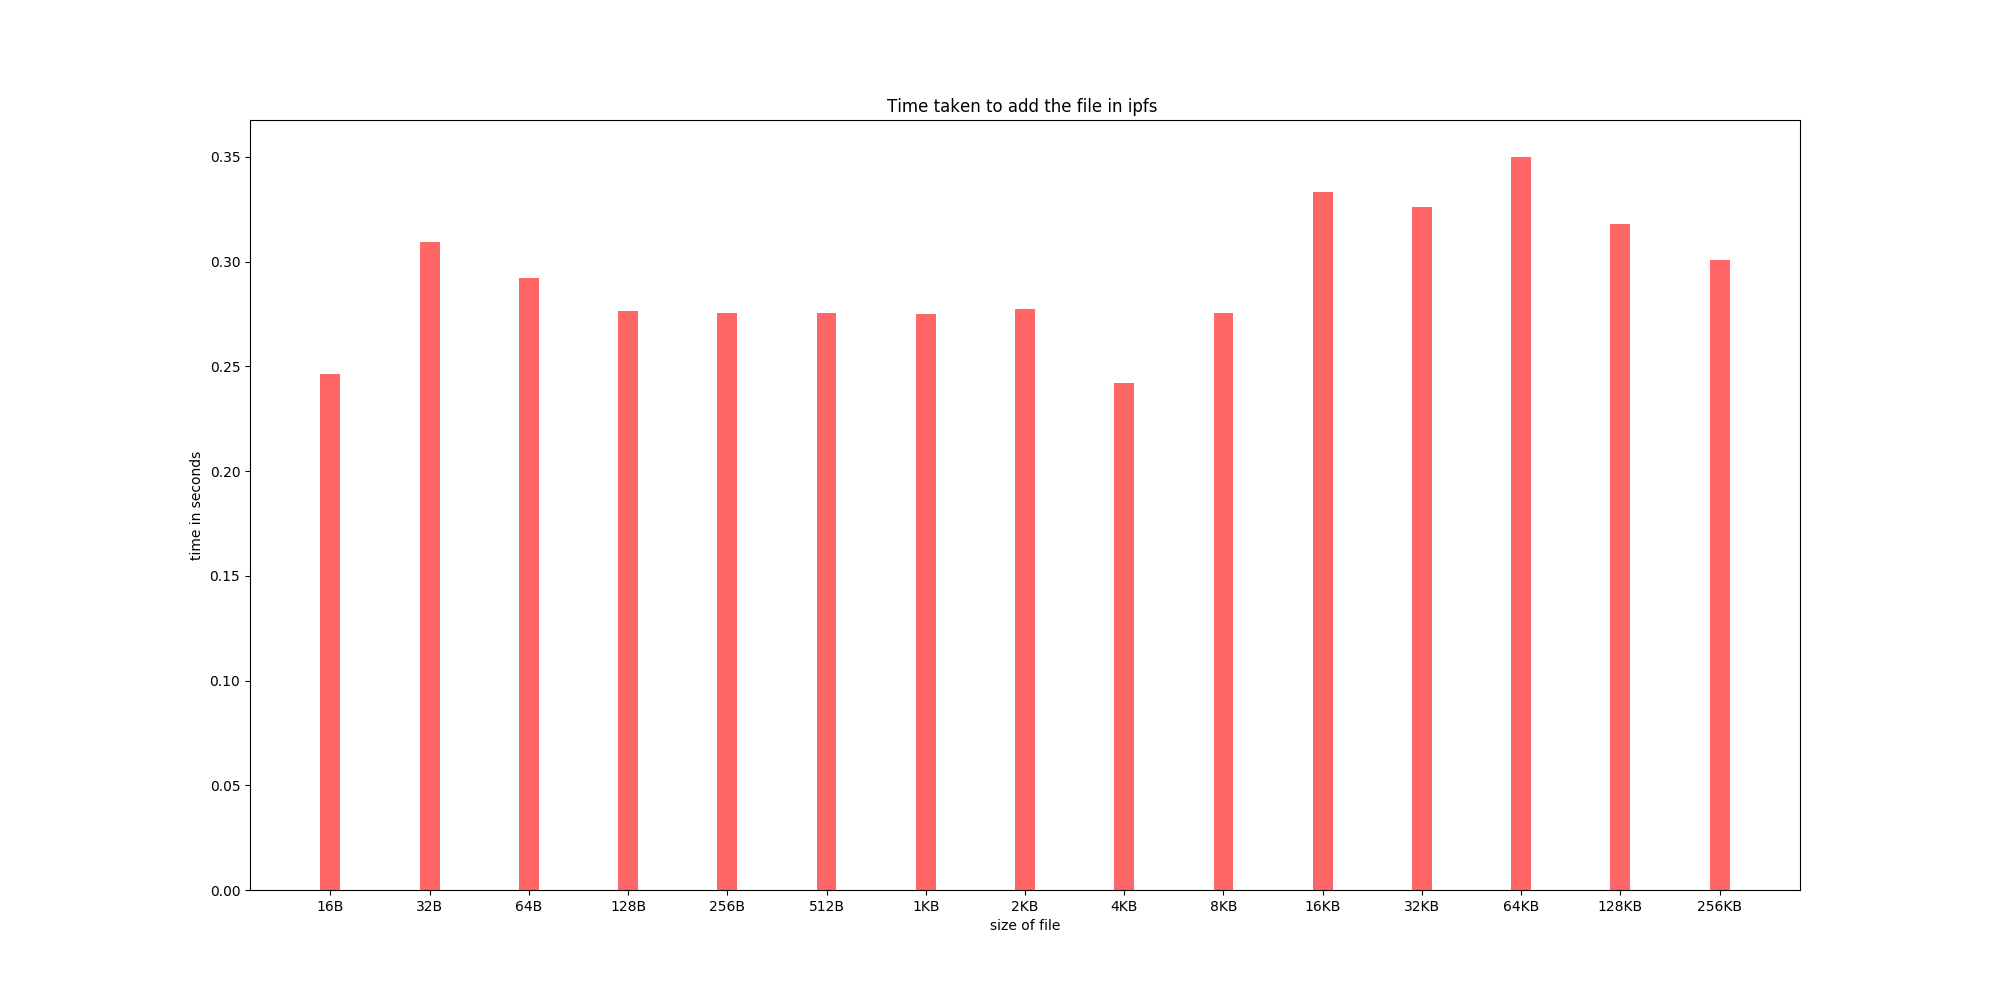 Time taken to add the file in ipfs
0.35
0.30
0.25
0.20
0.15
0.10
0.05
0.00
time in seconds
16B 32B 64B 128B 256B 512B 1KB 2KB 4KB 8KB 16KB 32KB 64KB 128KB 256KB
size of file